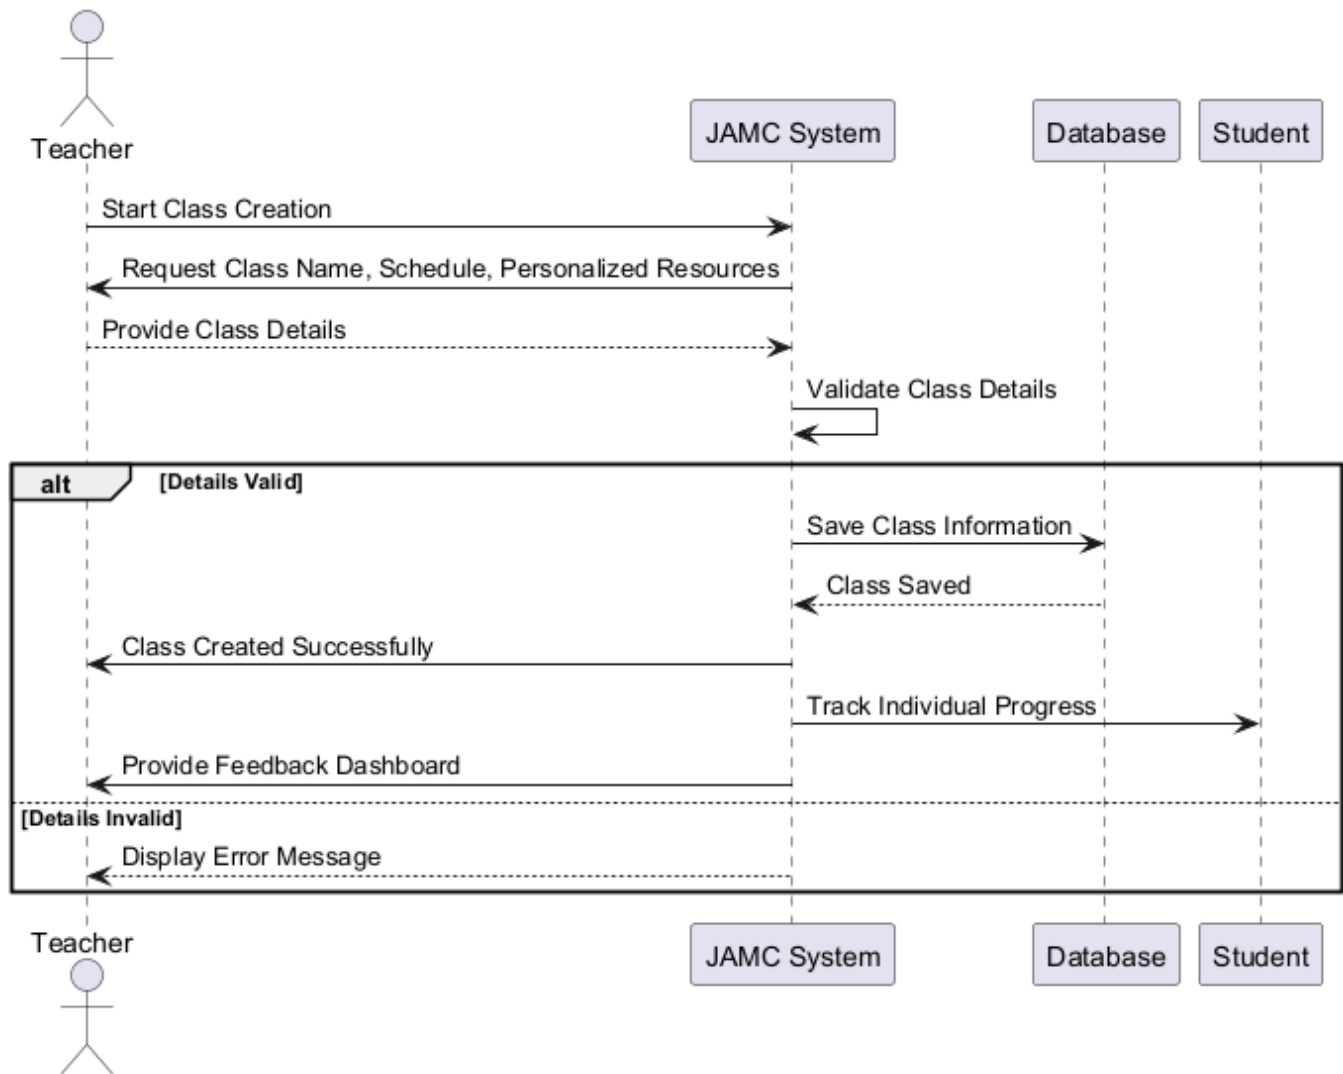 Teacher
JAMC System
Database
Student
Start Class Creation
Request Class Name, Schedule, Personalized Resources
Provide Class Details
Validate Class Details
alt
[Details Valid]
Save Class Information
Class Saved
Class Created Successfully
Track Individual Progress
Provide Feedback Dashboard
[Details Invalid]
Display Error Message
Teacher
JAMC System
Database
Student